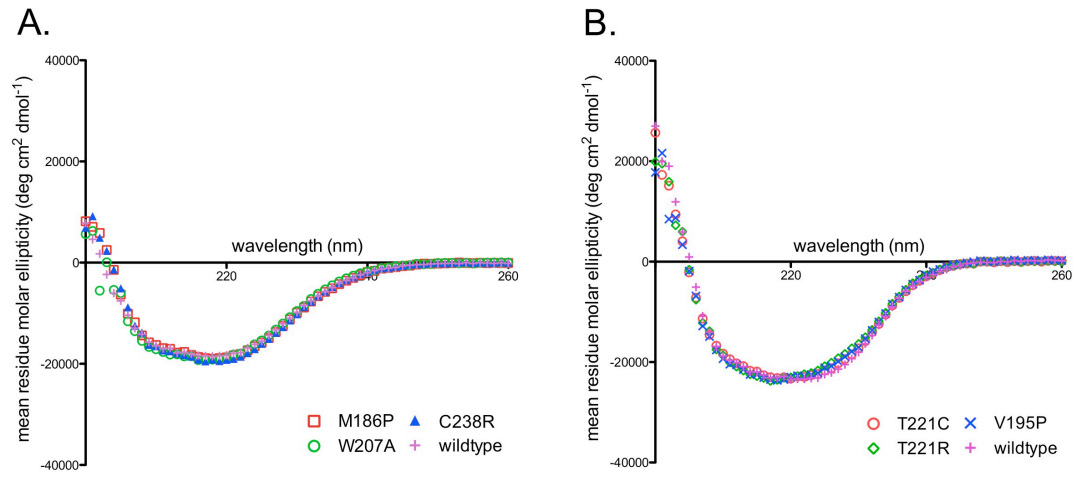 A.
mean residue molar ellipticity (deg cm² dmol⁻¹)
40000
20000
0
-20000
-40000
wavelength (nm)
220
240
260
M186P
C238R
W207A
wildtype
B.
mean residue molar ellipticity (deg cm² dmol⁻¹)
40000
20000
0
-20000
-40000
wavelength (nm)
220
240
260
T221C
V195P
T221R
wildtype